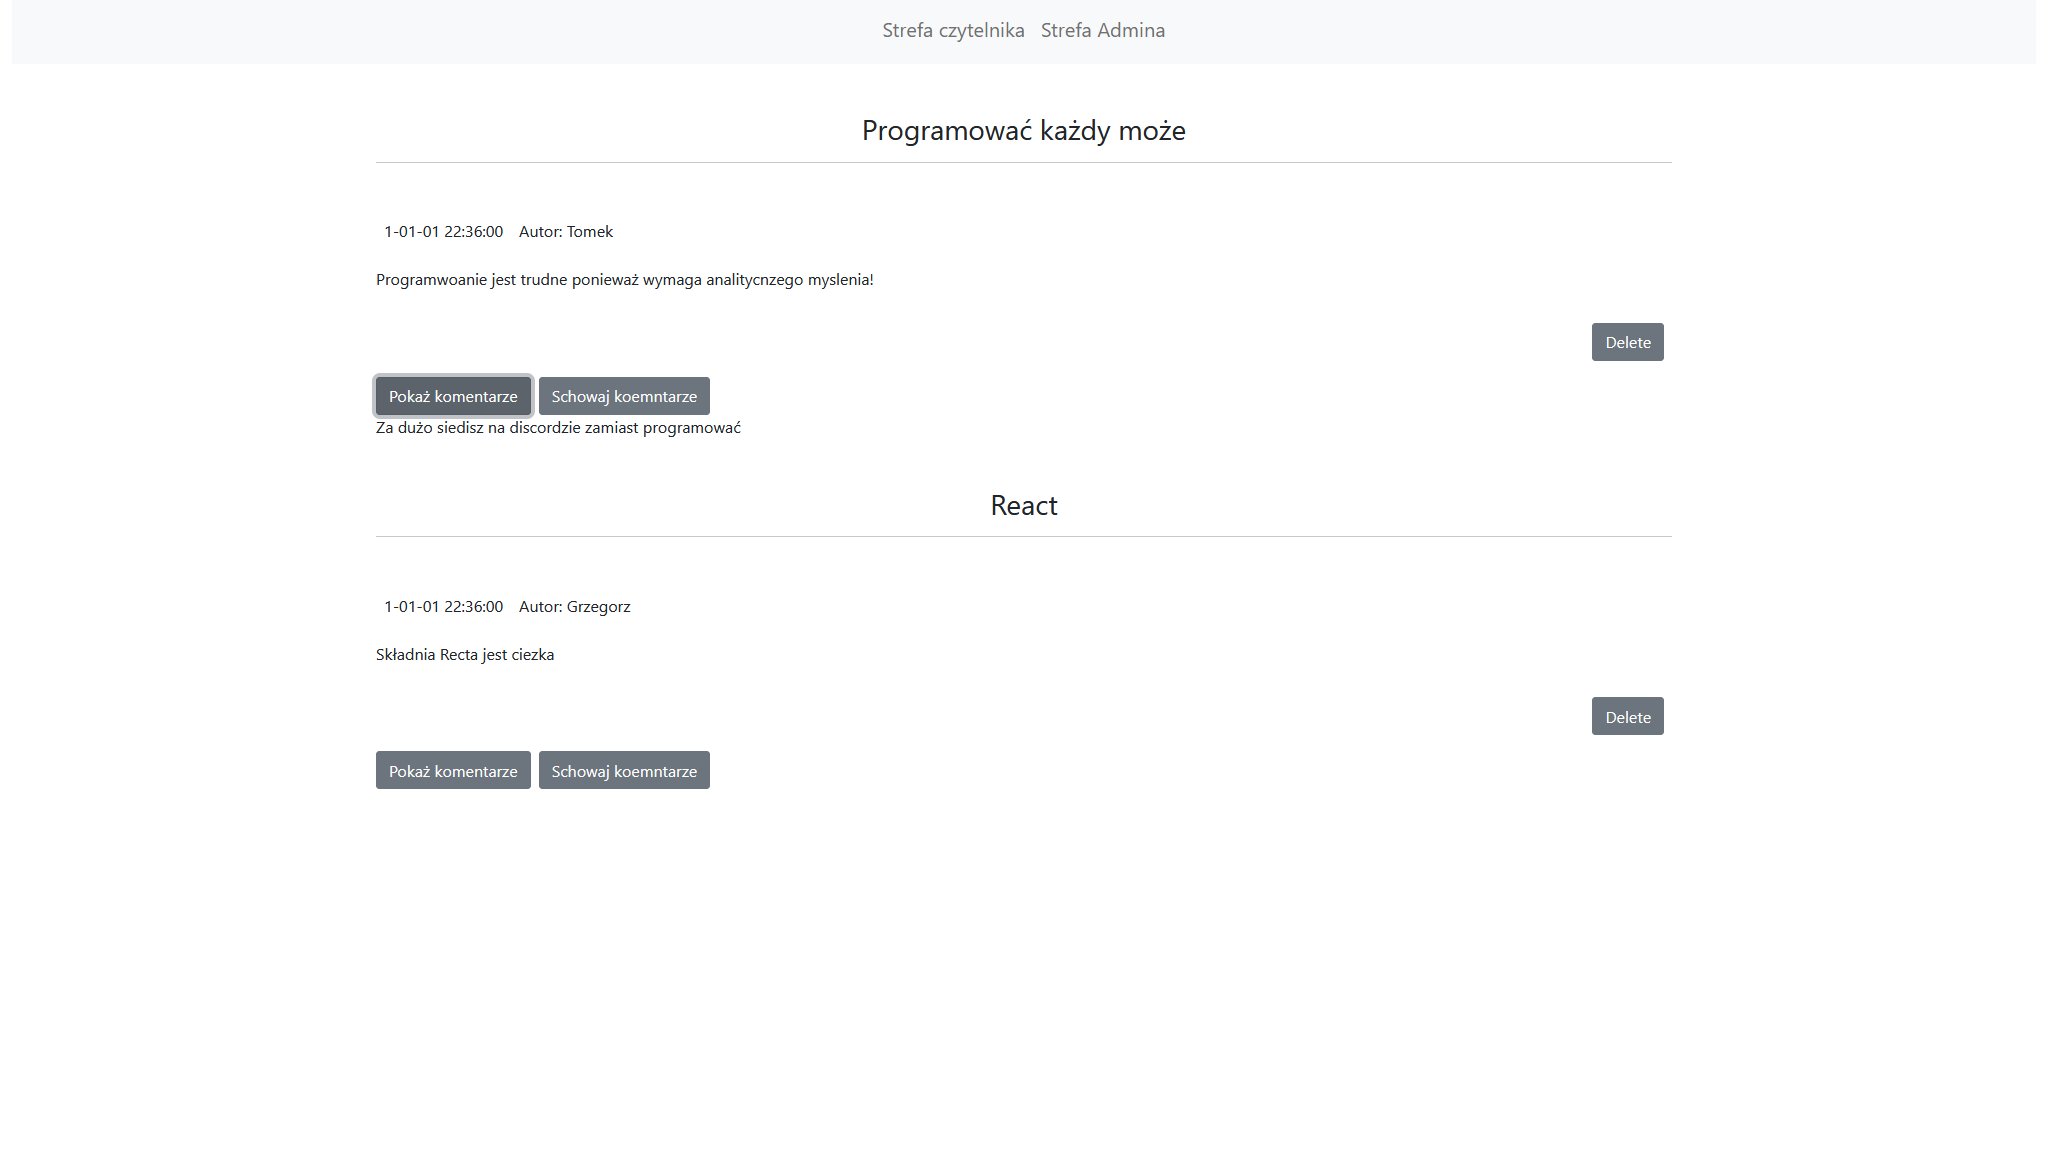 Strefa czytelnika Strefa Admina
Programować każdy może
1-01-01 22:36:00 Autor: Tomek
Programwoanie jest trudne ponieważ wymaga analitycnzego myslenia!
Delete
Pokaż komentarze Schowaj koemntarze
Za dużo siedisz na discordzie zamiast programować
React
1-01-01 22:36:00 Autor: Grzegorz
Składnia Recta jest ciezka
Delete
Pokaż komentarze Schowaj koemntarze